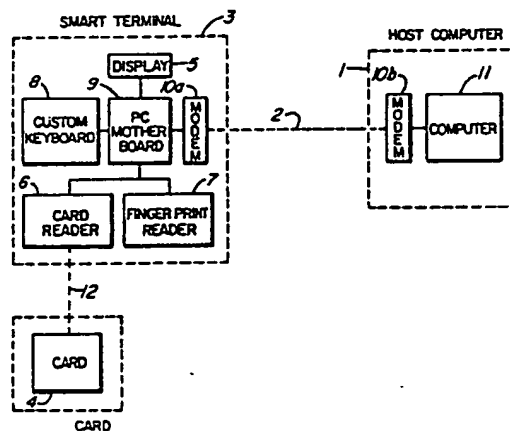 SMART TERMINAL
3
HOST COMPUTER
DISPLAY
5
1
8
9
10a
10b
11
CUSTOM
KEYBOARD
PC
MOTHER
BOARD
MODEM
2
MODEM
COMPUTER
6
7
CARD
READER
FINGER PRINT
READER
12
CARD
4
CARD